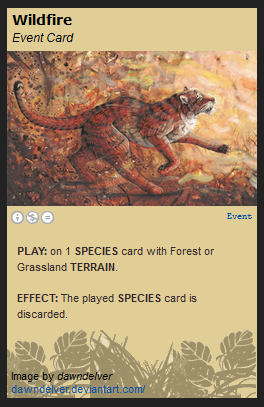 Wildfire
Event Card
Event
PLAY: on 1 SPECIES card with Forest or
Grassland TERRAIN.
EFFECT: The played SPECIES card is
discarded.
Image by dawndelver
dawndelver.deviantart.com/